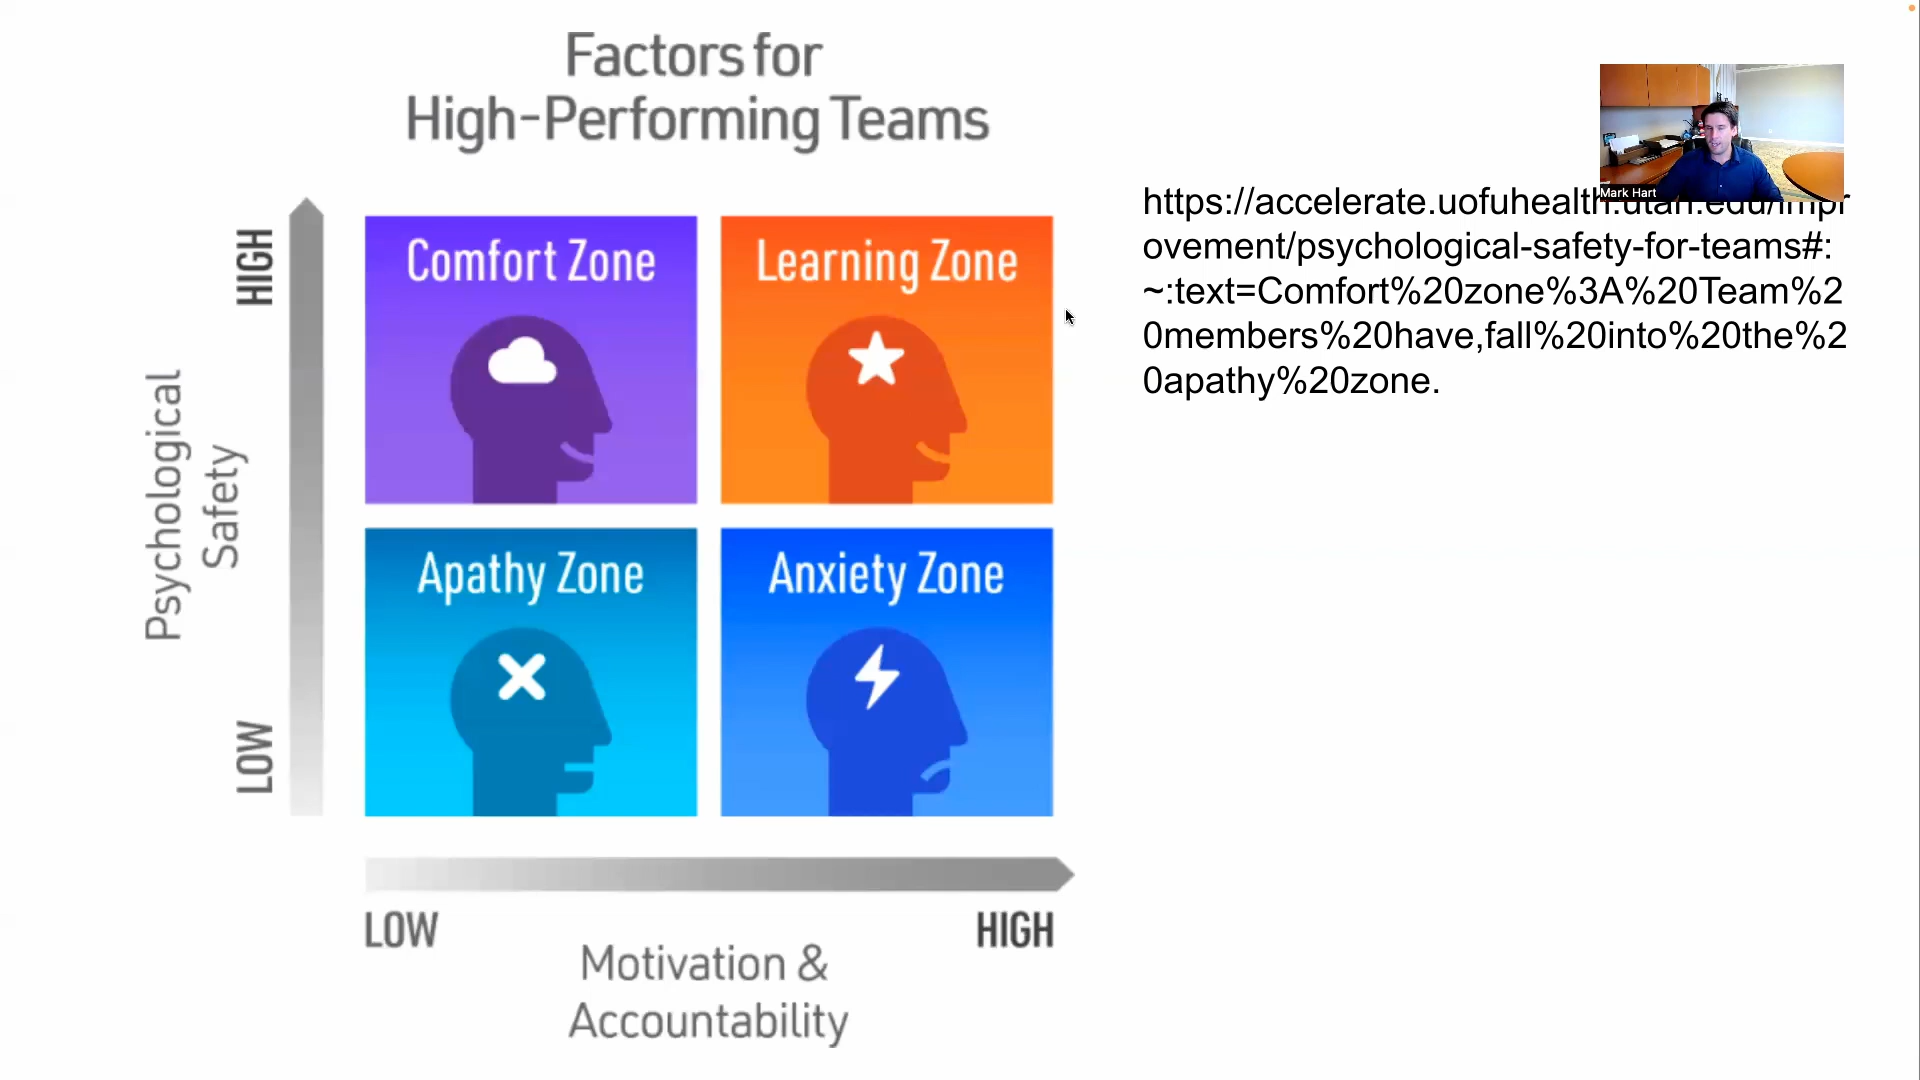 Factors for
High-Performing Teams
Mark Hart
https://accelerate.uofuhealth.utah.edu/impr
ovement/psychological-safety-for-teams#:
~:text=Comfort%20zone%3A%20Team%2
0members%20have,fall%20into%20the%2
0apathy%20zone.
HIGH
Psychological
Safety
LOW
Comfort Zone
Learning Zone
Apathy Zone
Anxiety Zone
LOW
HIGH
Motivation &
Accountability